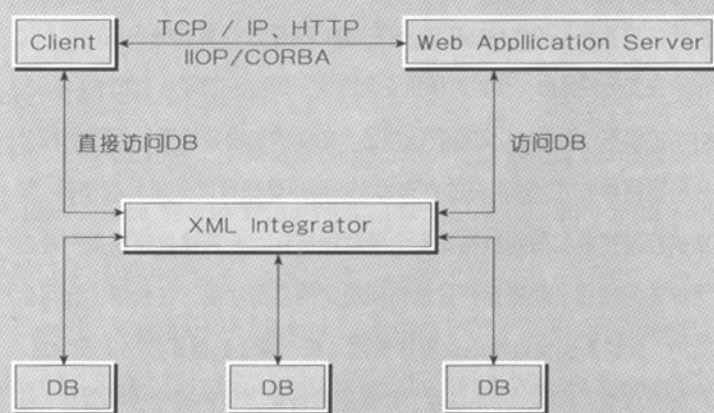 Client
TCP / IP、HTTP
IIOP/CORBA
Web Appllication Server
直接访问DB
访问DB
XML Integrator
DB
DB
DB